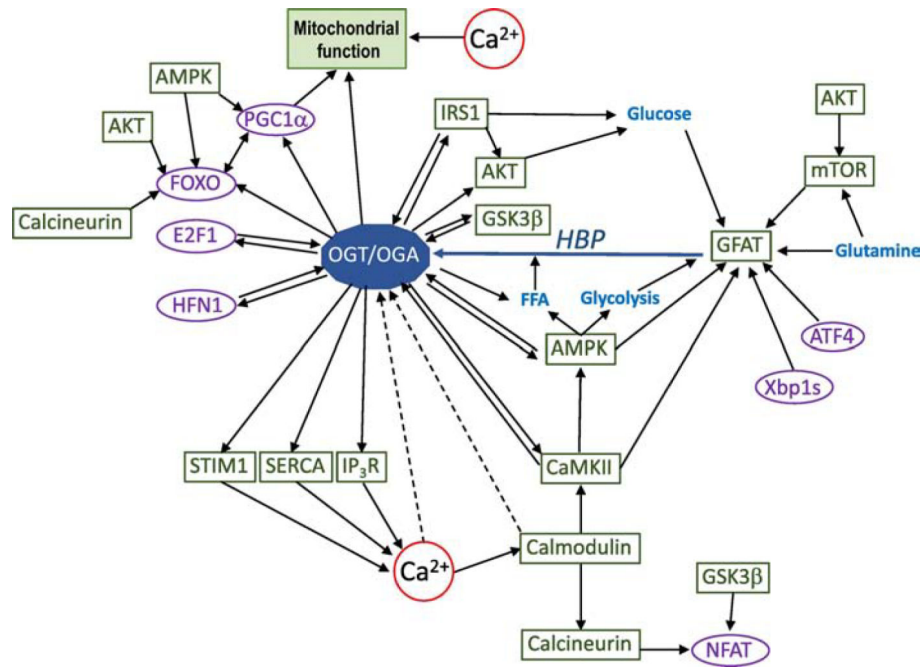 Mitochondrial
function
Ca²⁺
AMPK
PGC1α
AKT
FOXO
Calcineurin
IRS1
Glucose
AKT
AKT
mTOR
E2F1
GSK3β
OGT/OGA
HBP
GFAT
Glutamine
HFN1
FFA
Glycolysis
AMPK
ATF4
Xbp1s
STIM1
SERCA
IP₃R
CaMKII
Ca²⁺
Calmodulin
GSK3β
Calcineurin
NFAT